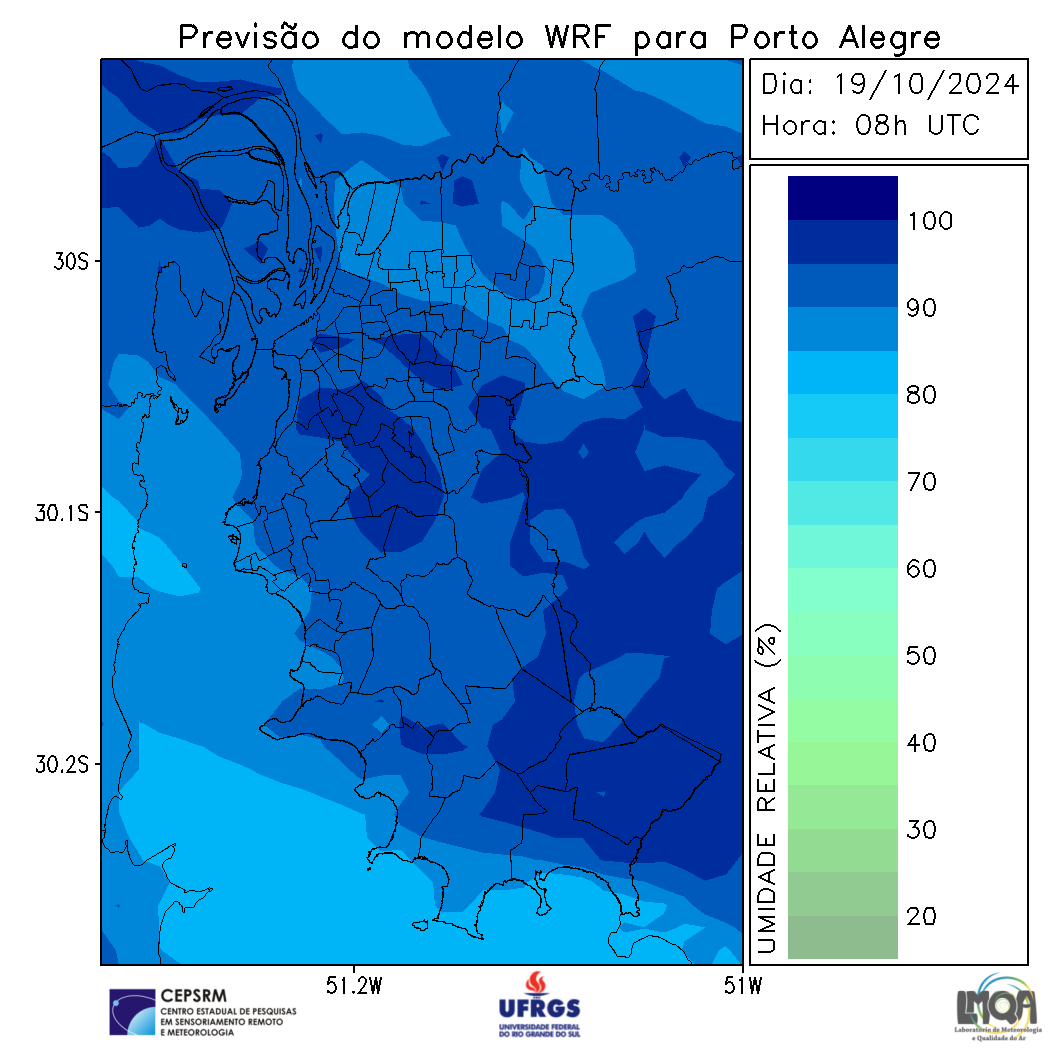 Previsão do modelo WRF para Porto Alegre
Dia: 19/10/2024
Hora: 08h UTC
30S
30.1S
30.2S
51.2W
51W
100
90
80
70
60
50
40
30
20
UMIDADE RELATIVA (%)
CEPSRM
CENTRO ESTADUAL DE PESQUISAS
EM SENSORIAMENTO REMOTO
E METEOROLOGIA
UFRGS
UNIVERSIDADE FEDERAL
DO RIO GRANDE DO SUL
LMQA
Laboratório de Meteorologia
e Qualidade do Ar